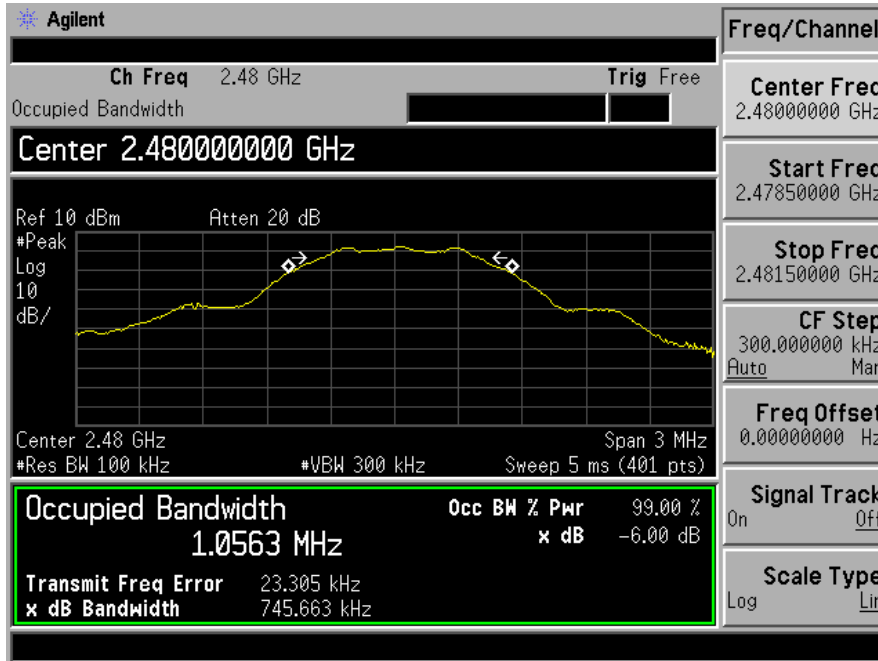 Agilent
Freq/Channel
Ch Freq 2.48 GHz Trig Free
Occupied Bandwidth
Center 2.480000000 GHz
Ref 10 dBm Atten 20 dB
#Peak
Log
10
dB/
Center 2.48 GHz Span 3 MHz
#Res BW 100 kHz #VBW 300 kHz Sweep 5 ms (401 pts)
Occupied Bandwidth
1.0563 MHz
Occ BW % Pwr 99.00 %
x dB -6.00 dB
Transmit Freq Error 23.305 kHz
x dB Bandwidth 745.663 kHz
Center Freq
2.48000000 GHz
Start Freq
2.47850000 GHz
Stop Freq
2.48150000 GHz
CF Step
300.000000 kHz
Auto Man
Freq Offset
0.00000000 Hz
Signal Track
On Off
Scale Type
Log Lin